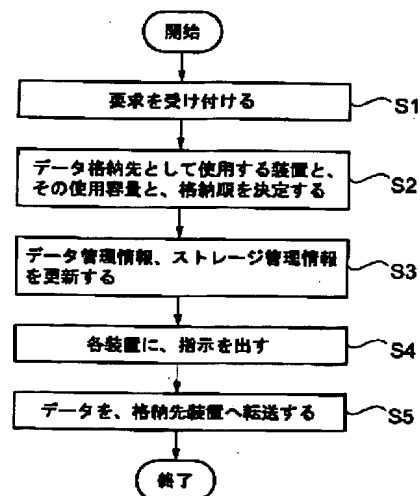 開始
要求を受け付ける
S1
データ格納先として使用する装置と、
その使用容量と、格納順を決定する
S2
データ管理情報、ストレージ管理情報
を更新する
S3
各装置に、指示を出す
S4
データを、格納先装置へ転送する
S5
終了